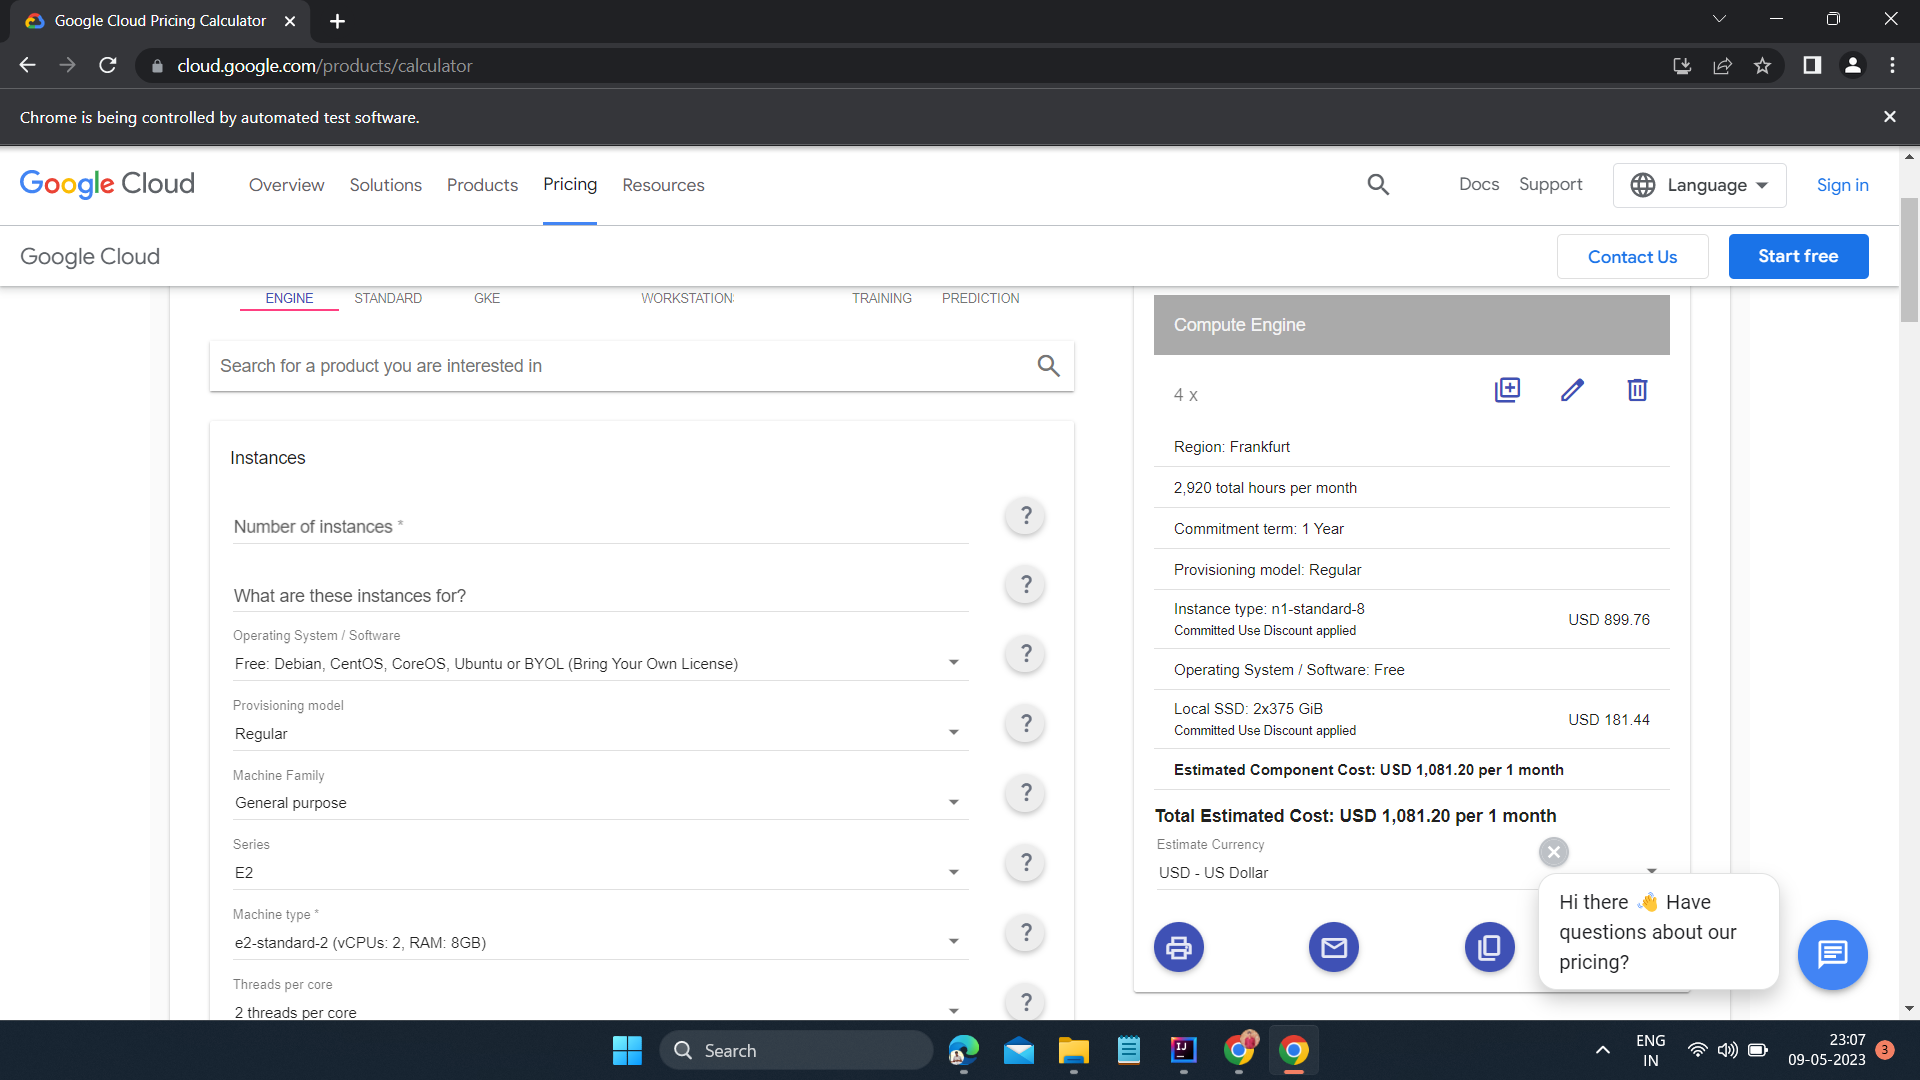 Google Cloud Pricing Calculator
cloud.google.com/products/calculator
Chrome is being controlled by automated test software.
Google Cloud
Overview
Solutions
Products
Pricing
Resources
Docs
Support
Language
Sign in
Google Cloud
Contact Us
Start free
ENGINE
STANDARD
GKE
WORKSTATION
TRAINING
PREDICTION
Search for a product you are interested in
Instances
Number of instances *
?
What are these instances for?
?
Operating System / Software
Free: Debian, CentOS, CoreOS, Ubuntu or BYOL (Bring Your Own License)
?
Provisioning model
Regular
?
Machine Family
General purpose
?
Series
E2
?
Machine type *
e2-standard-2 (vCPUs: 2, RAM: 8GB)
?
Threads per core
2 threads per core
?
Compute Engine
4 x
Region: Frankfurt
2,920 total hours per month
Commitment term: 1 Year
Provisioning model: Regular
Instance type: n1-standard-8
Committed Use Discount applied
USD 899.76
Operating System / Software: Free
Local SSD: 2x375 GiB
Committed Use Discount applied
USD 181.44
Estimated Component Cost: USD 1,081.20 per 1 month
Total Estimated Cost: USD 1,081.20 per 1 month
Estimate Currency
USD - US Dollar
Hi there 👋 Have
questions about our
pricing?
Search
IJ
ENG
IN
23:07
09-05-2023
3